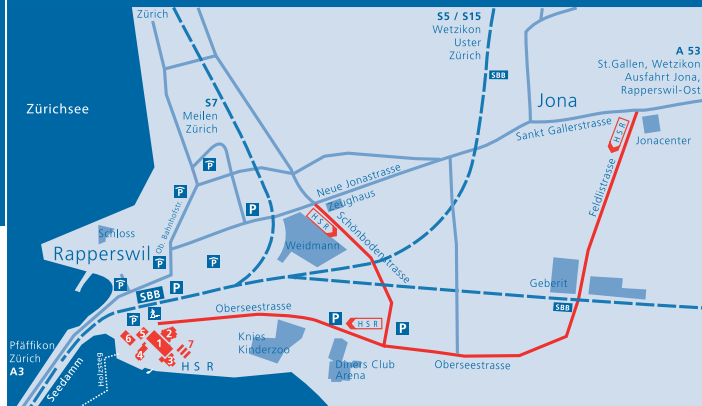 Zürich
S5 / S15
Wetzikon
Uster
Zürich
SBB
A 53
St.Gallen, Wetzikon
Ausfahrt Jona,
Rapperswil-Ost
Zürichsee
S7
Meilen
Zürich
Jona
Sankt Gallerstrasse
HSR
Jonacenter
P
P
P
Neue Jonastrasse
Zeughaus
HSR
Schönbodenstrasse
Feldlistrasse
Ob. Bahnhofstr.
Schloss
Rapperswil
Weidmann
P
P
P
P
SBB
Geberit
SBB
Oberseestrasse
P
P
HSR
P
Knies
Kinderzoo
Diners Club
Arena
Oberseestrasse
6
5
2
1
4
3
7
HSR
Pfäffikon
Zürich
A3
Seedamm
Holzsteg